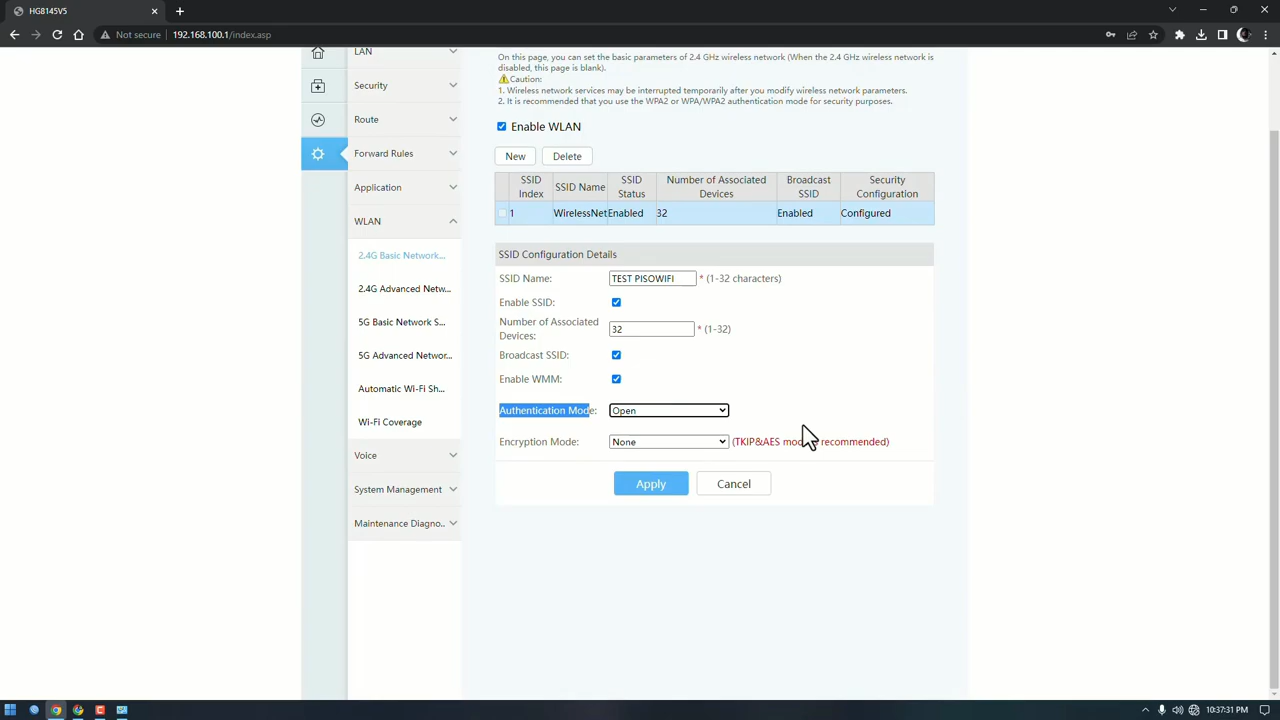 HG8145V5
Not secure
192.168.100.1/index.asp
LAN
Security
Route
Forward Rules
Application
WLAN
2.4G Basic Network...
2.4G Advanced Netw...
5G Basic Network S...
5G Advanced Networ...
Automatic Wi-Fi Sh...
Wi-Fi Coverage
Voice
System Management
Maintenance Diagno..
On this page, you can set the basic parameters of 2.4 GHz wireless network (When the 2.4 GHz wireless network is
disabled, this page is blank).
Caution:
1. Wireless network services may be interrupted temporarily after you modify wireless network parameters.
2. It is recommended that you use the WPA2 or WPA/WPA2 authentication mode for security purposes.
Enable WLAN
New
Delete
SSID Index
SSID Name
SSID Status
Number of Associated Devices
Broadcast SSID
Security Configuration
1
WirelessNet
Enabled
32
Enabled
Configured
SSID Configuration Details
SSID Name:
TEST PISOWIFI
* (1-32 characters)
Enable SSID:
Number of Associated
Devices:
32
* (1-32)
Broadcast SSID:
Enable WMM:
Authentication Mode:
Open
Encryption Mode:
None
(TKIP&AES recommended)
Apply
Cancel
10:37:31 PM